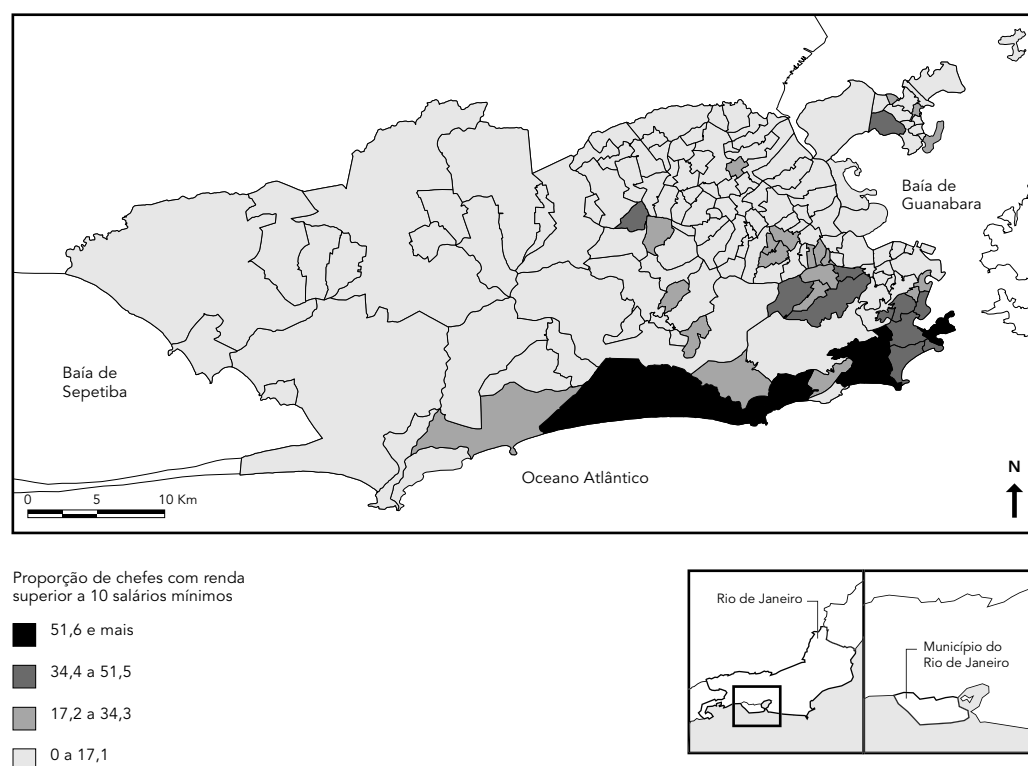 Baía de
Guanabara
Baía de
Sepetiba
Oceano Atlântico
N
0 5 10 Km
Proporção de chefes com renda
superior a 10 salários mínimos
51,6 e mais
34,4 a 51,5
17,2 a 34,3
0 a 17,1
Rio de Janeiro
Município do
Rio de Janeiro